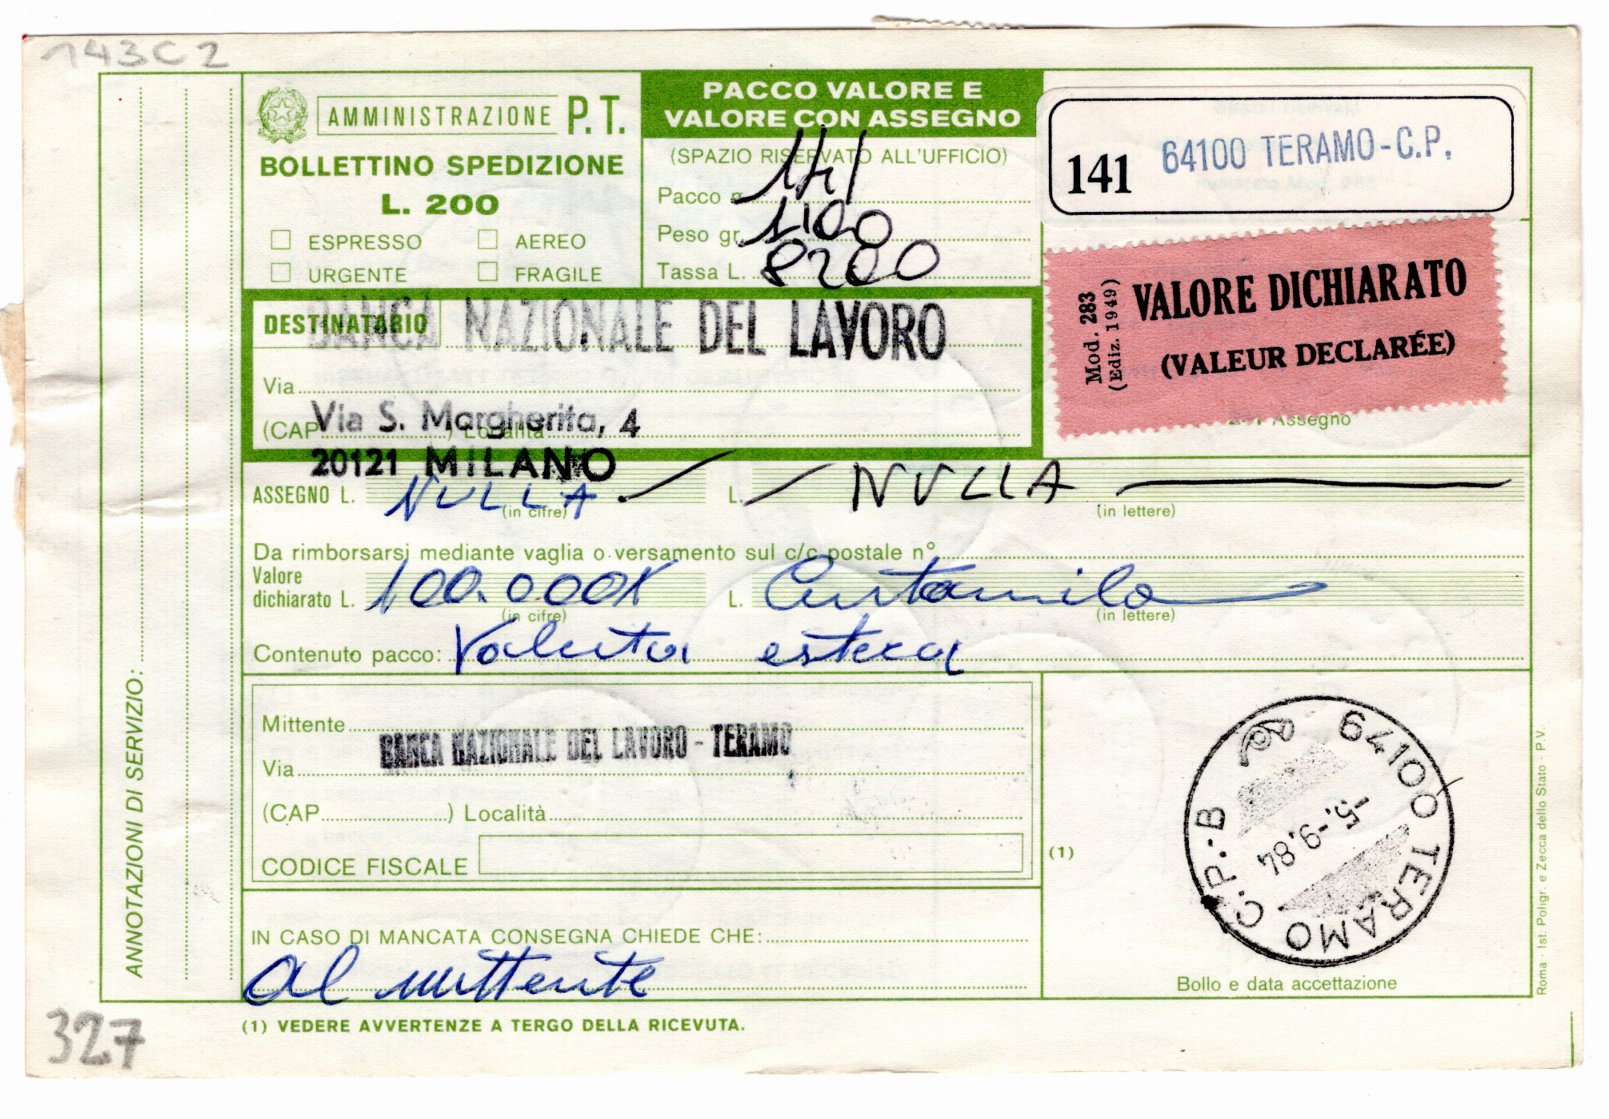 143C2
AMMINISTRAZIONE P.T.
BOLLETTINO SPEDIZIONE
L. 200
ESPRESSO AEREO
URGENTE FRAGILE
PACCO VALORE E
VALORE CON ASSEGNO
(SPAZIO RISERVATO ALL'UFFICIO)
Pacco n. 141
Peso gr. 1100
Tassa L. 8200
141 64100 TERAMO-C.P.
Mod. 283
(Ediz. 1949)
VALORE DICHIARATO
(VALEUR DECLARÉE)
Assegno
DESTINATARIO
BANCA NAZIONALE DEL LAVORO
Via
(CAP ) Località
Via S. Margherita, 4
20121 MILANO
ASSEGNO L. NULLA L. NULLA
(in cifre) (in lettere)
Da rimborsarsi mediante vaglia o versamento sul c/c postale n°
Valore
dichiarato L. 100.000 L. Centomila
(in cifre) (in lettere)
Contenuto pacco: Valuta estera
Mittente
BANCA NAZIONALE DEL LAVORO - TERAMO
Via
(CAP ) Località
CODICE FISCALE
(1)
64100 TERAMO C.P.-B
-5.-9.84
Bollo e data accettazione
IN CASO DI MANCATA CONSEGNA CHIEDE CHE:
al mittente
(1) VEDERE AVVERTENZE A TERGO DELLA RICEVUTA.
ANNOTAZIONI DI SERVIZIO:
Roma - Ist. Poligr. e Zecca dello Stato - P.V.
327